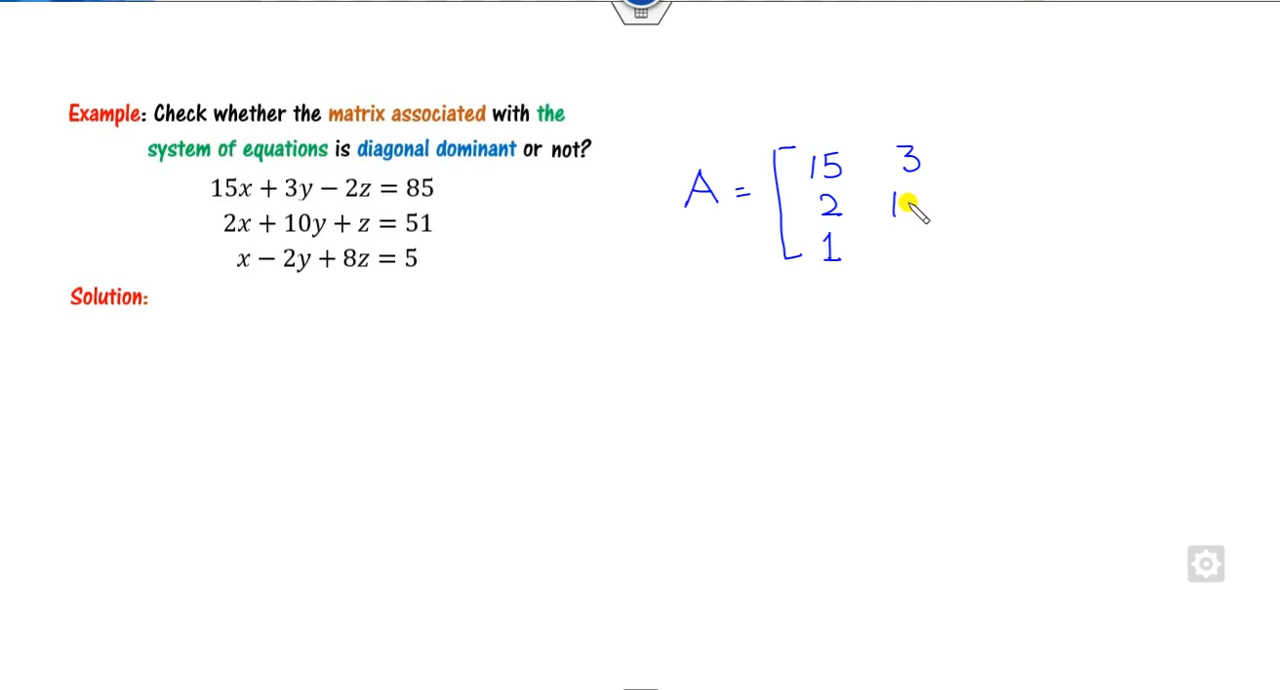 Example: Check whether the matrix associated with the
system of equations is diagonal dominant or not?
15x + 3y − 2z = 85
2x + 10y + z = 51
x − 2y + 8z = 5
Solution:
A = [ 15 3
2 1
1